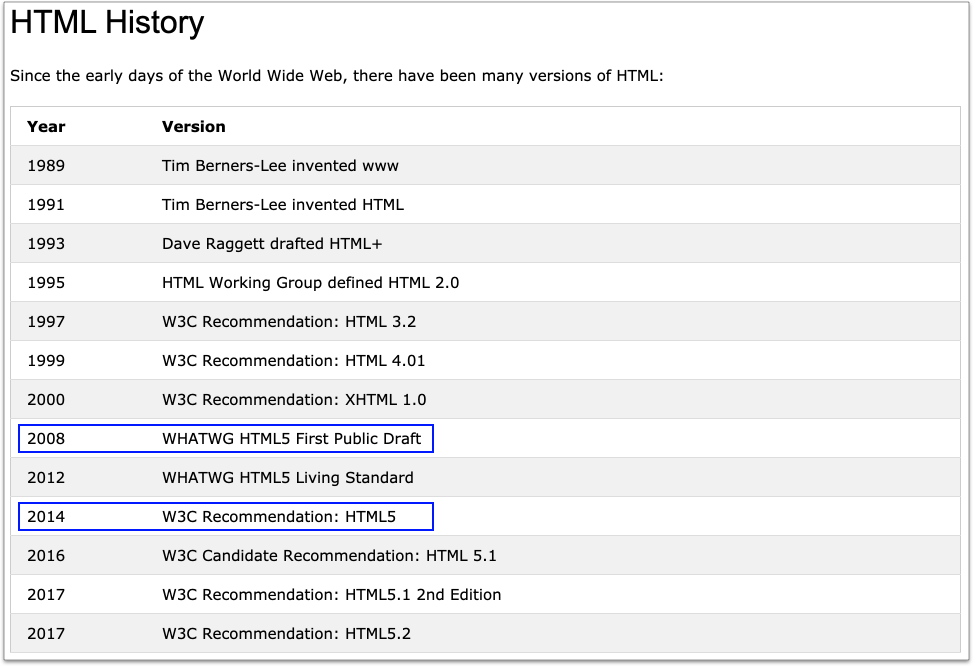 HTML History
Since the early days of the World Wide Web, there have been many versions of HTML:
Year Version
1989 Tim Berners-Lee invented www
1991 Tim Berners-Lee invented HTML
1993 Dave Raggett drafted HTML+
1995 HTML Working Group defined HTML 2.0
1997 W3C Recommendation: HTML 3.2
1999 W3C Recommendation: HTML 4.01
2000 W3C Recommendation: XHTML 1.0
2008 WHATWG HTML5 First Public Draft
2012 WHATWG HTML5 Living Standard
2014 W3C Recommendation: HTML5
2016 W3C Candidate Recommendation: HTML 5.1
2017 W3C Recommendation: HTML5.1 2nd Edition
2017 W3C Recommendation: HTML5.2